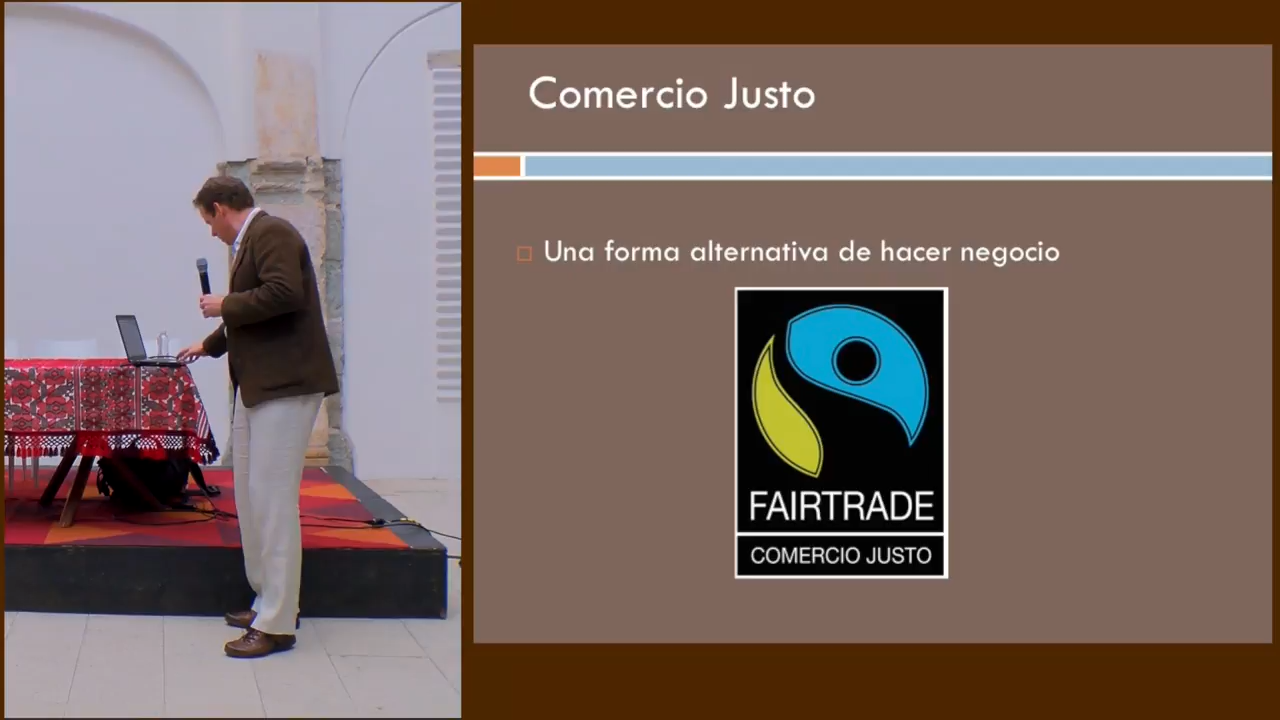 Comercio Justo
Una forma alternativa de hacer negocio
FAIRTRADE
COMERCIO JUSTO